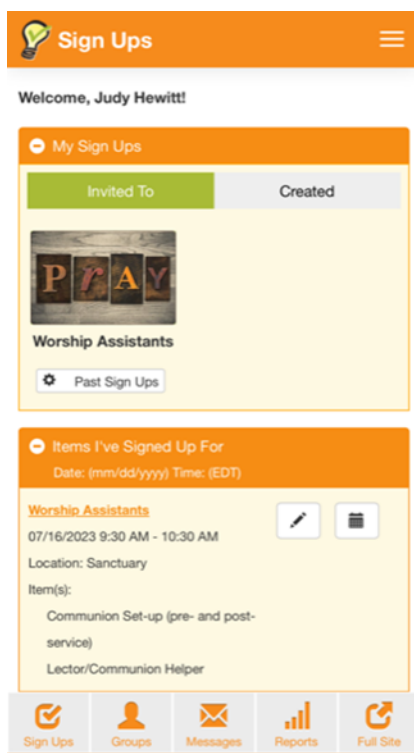 Sign Ups
Welcome, Judy Hewitt!
My Sign Ups
Invited To
Created
PrAY
Worship Assistants
Past Sign Ups
Items I've Signed Up For
Date: (mm/dd/yyyy) Time: (EDT)
Worship Assistants
07/16/2023 9:30 AM - 10:30 AM
Location: Sanctuary
Item(s):
Communion Set-up (pre- and post-
service)
Lector/Communion Helper
Sign Ups
Groups
Messages
Reports
Full Site